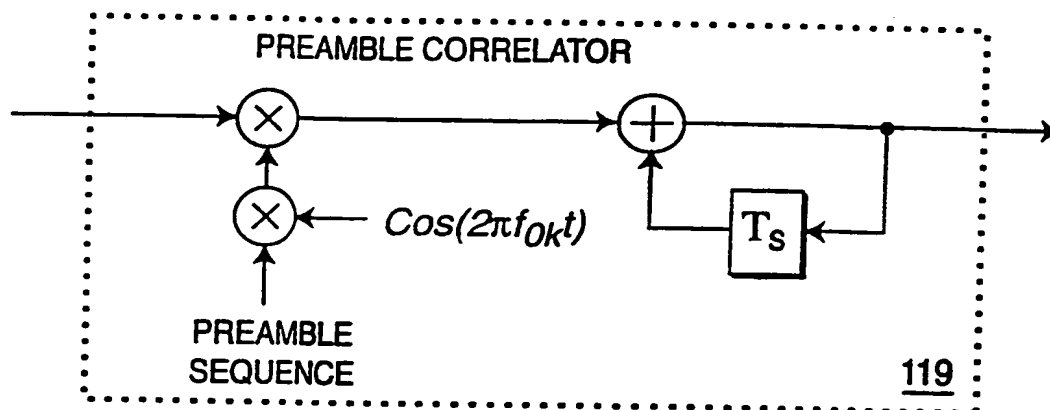 PREAMBLE CORRELATOR
Cos(2πf0kt)
Ts
PREAMBLE
SEQUENCE
119